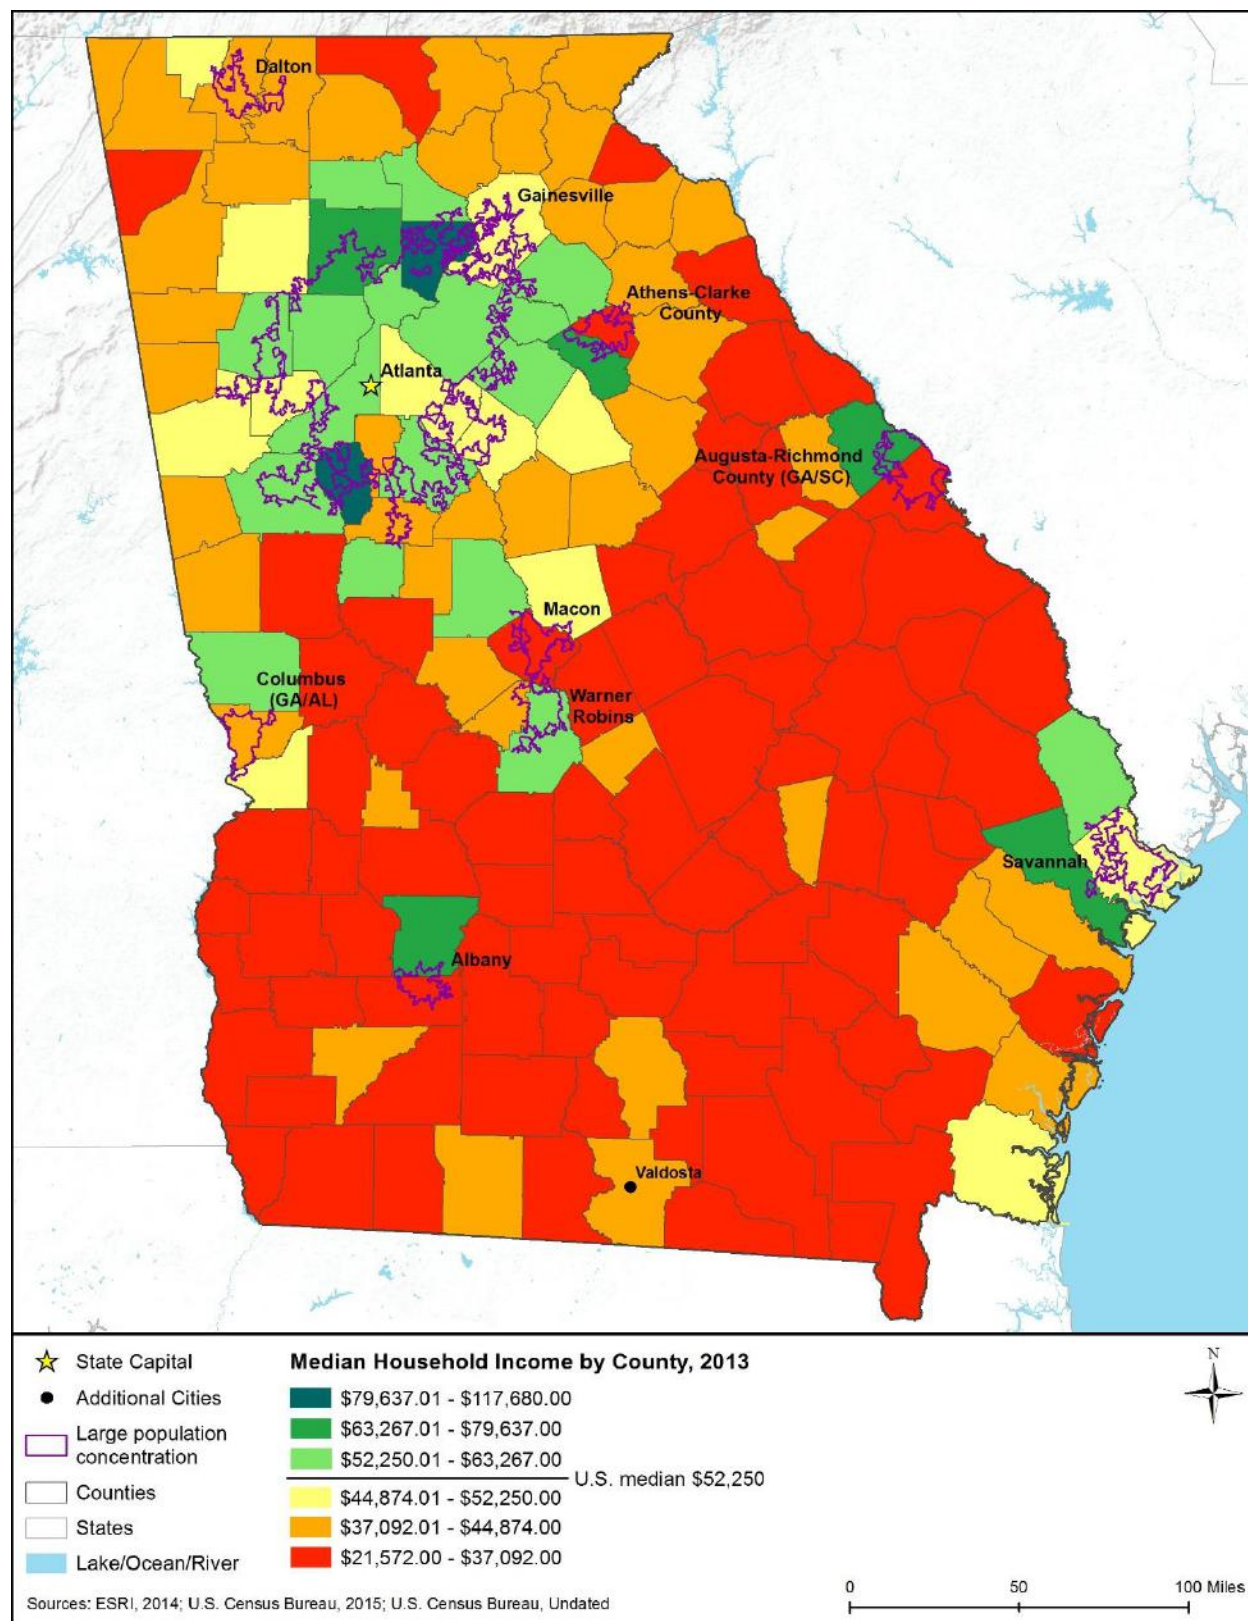 Dalton
Gainesville
Athens-Clarke
County
Atlanta
Augusta-Richmond
County (GA/SC)
Macon
Columbus
(GA/AL)
Warner
Robins
Savannah
Albany
Valdosta
State Capital
Additional Cities
Large population
concentration
Counties
States
Lake/Ocean/River
Median Household Income by County, 2013
$79,637.01 - $117,680.00
$63,267.01 - $79,637.00
$52,250.01 - $63,267.00
U.S. median $52,250
$44,874.01 - $52,250.00
$37,092.01 - $44,874.00
$21,572.00 - $37,092.00
N
0 50 100 Miles
Sources: ESRI, 2014; U.S. Census Bureau, 2015; U.S. Census Bureau, Undated